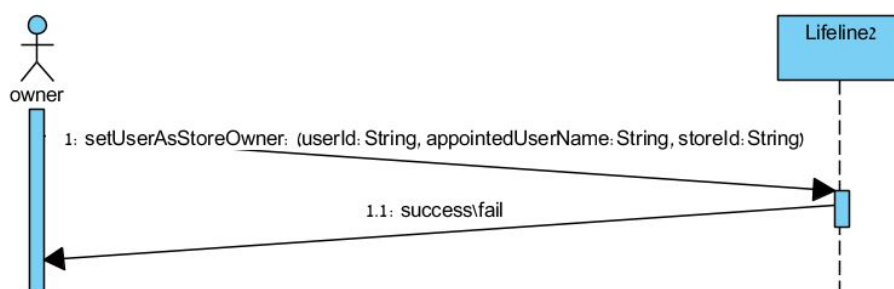 Lifeline2
owner
1: setUserAsStoreOwner: (userId: String, appointedUserName: String, storeId: String)
1.1: success\fail